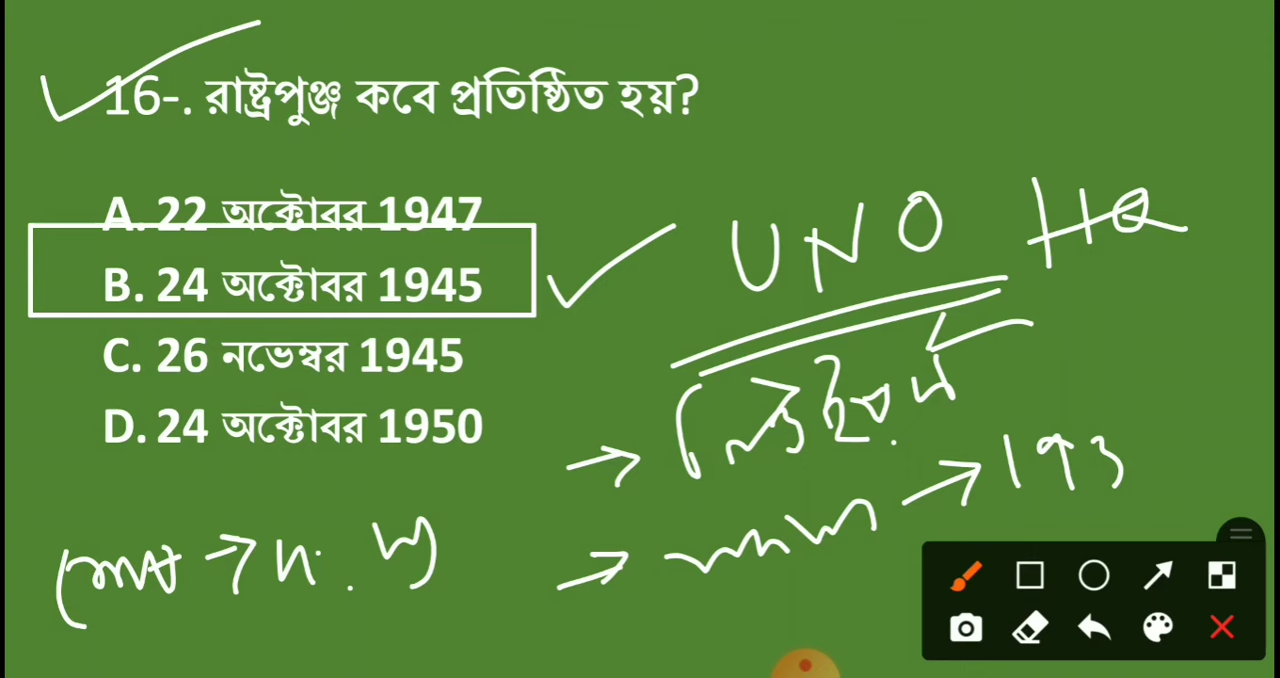 16-. রাষ্ট্রপুঞ্জ কবে প্রতিষ্ঠিত হয়?
A. 22 অক্টোবর 1947
B. 24 অক্টোবর 1945
UNO HQ
C. 26 নভেম্বর 1945
D. 24 অক্টোবর 1950
→ 193